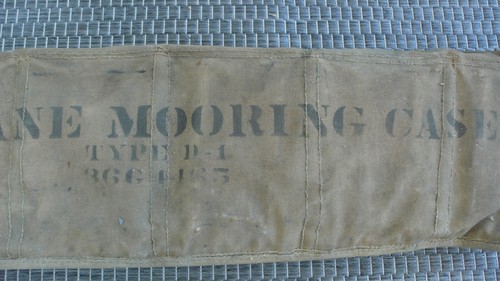 ANE MOORING CASE
TYPE D-1